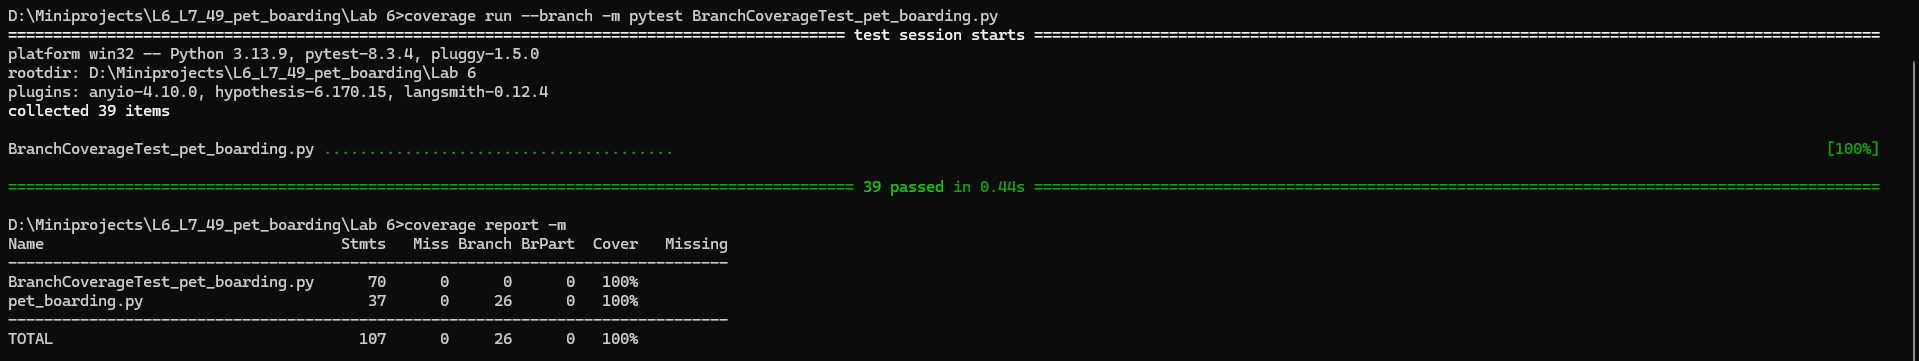 D:\Miniprojects\L6_L7_49_pet_boarding\Lab 6>coverage run --branch -m pytest BranchCoverageTest_pet_boarding.py
============================================================================================= test session starts ==============================================================================================
platform win32 -- Python 3.13.9, pytest-8.3.4, pluggy-1.5.0
rootdir: D:\Miniprojects\L6_L7_49_pet_boarding\Lab 6
plugins: anyio-4.10.0, hypothesis-6.170.15, langsmith-0.12.4
collected 39 items
BranchCoverageTest_pet_boarding.py ....................................... [100%]
============================================================================================== 39 passed in 0.44s ==============================================================================================
D:\Miniprojects\L6_L7_49_pet_boarding\Lab 6>coverage report -m
Name                                 Stmts   Miss Branch BrPart  Cover   Missing
--------------------------------------------------------------------------------
BranchCoverageTest_pet_boarding.py      70      0      0      0   100%
pet_boarding.py                         37      0     26      0   100%
--------------------------------------------------------------------------------
TOTAL                                  107      0     26      0   100%